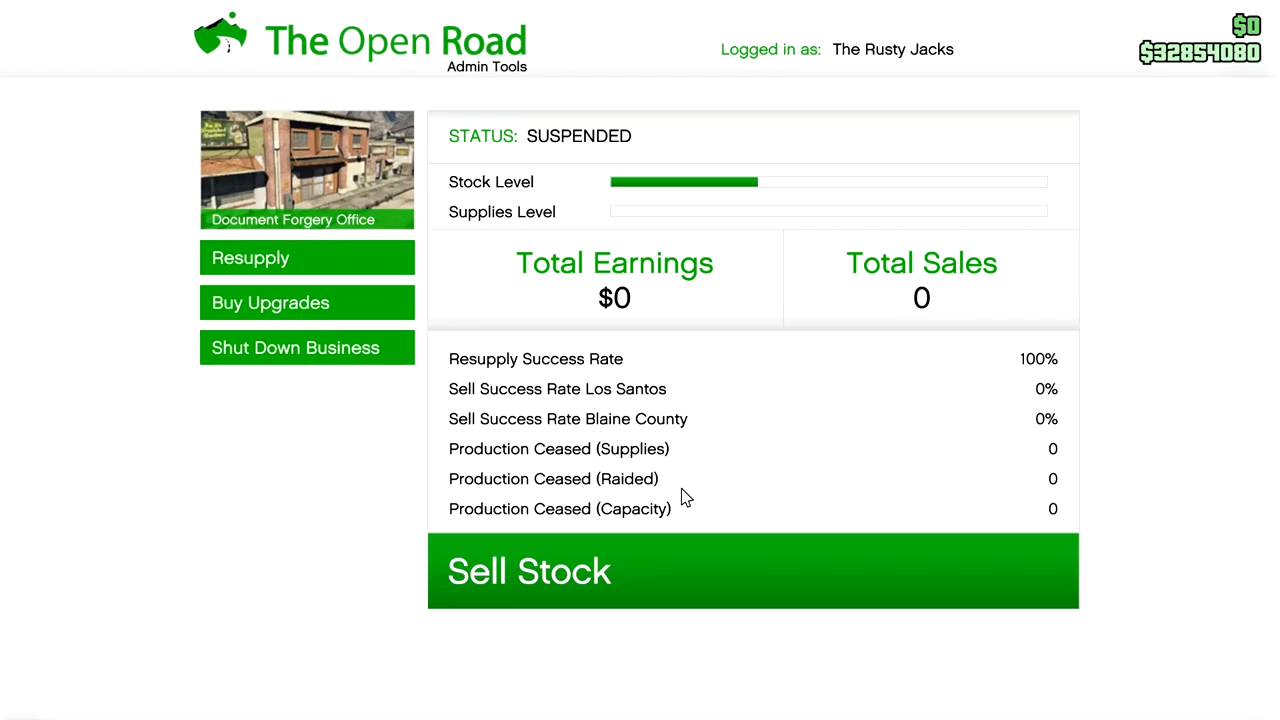 The Open Road
Admin Tools
Logged in as: The Rusty Jacks
$0
$32854080
Document Forgery Office
Resupply
Buy Upgrades
Shut Down Business
STATUS: SUSPENDED
Stock Level
Supplies Level
Total Earnings
$0
Total Sales
0
Resupply Success Rate 100%
Sell Success Rate Los Santos 0%
Sell Success Rate Blaine County 0%
Production Ceased (Supplies) 0
Production Ceased (Raided) 0
Production Ceased (Capacity) 0
Sell Stock